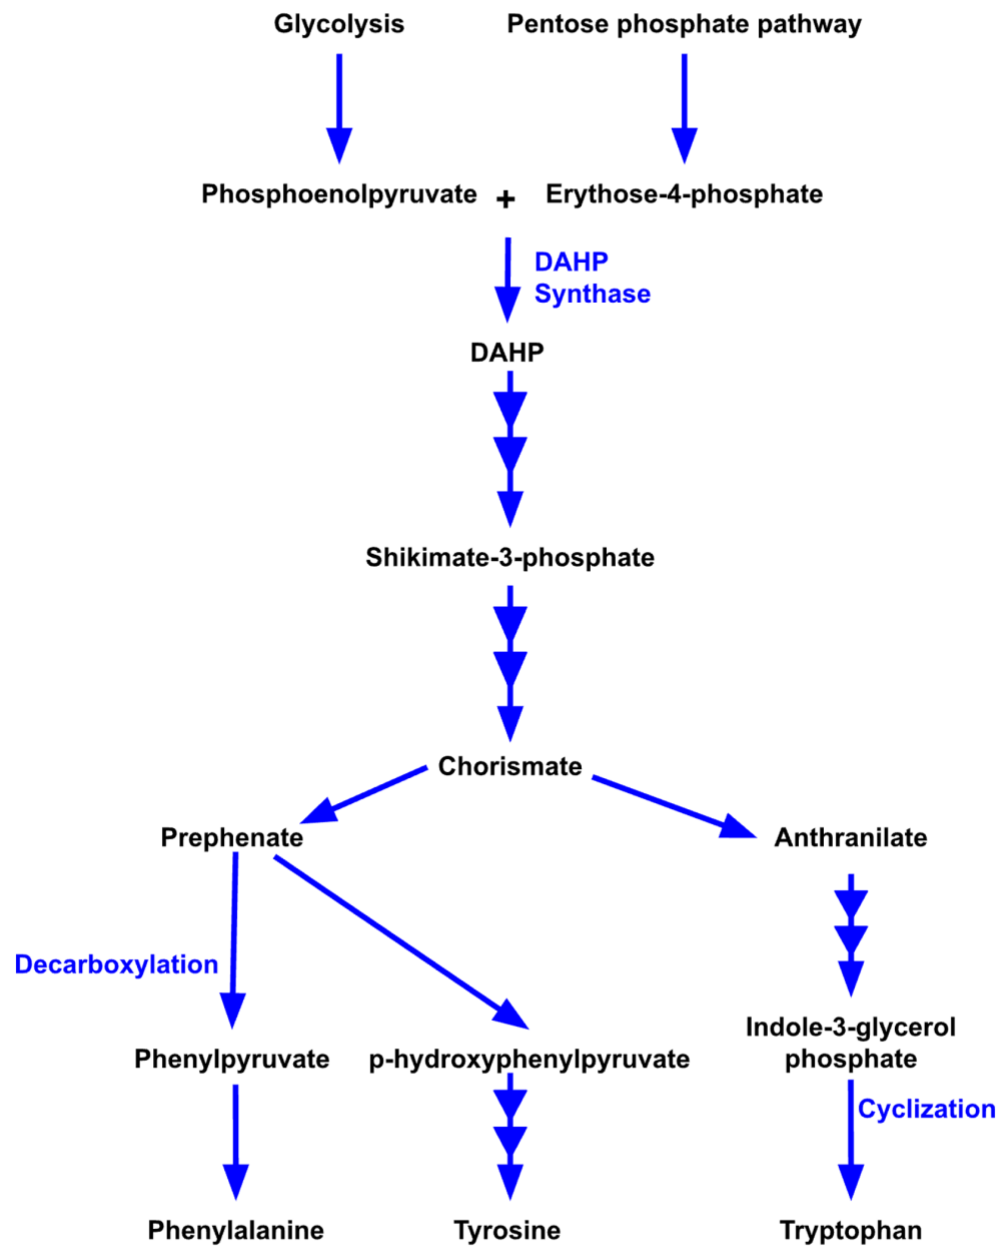 Glycolysis
Pentose phosphate pathway
Phosphoenolpyruvate + Erythose-4-phosphate
DAHP
Synthase
DAHP
Shikimate-3-phosphate
Chorismate
Prephenate
Anthranilate
Decarboxylation
Indole-3-glycerol
phosphate
Phenylpyruvate
p-hydroxyphenylpyruvate
Cyclization
Phenylalanine
Tyrosine
Tryptophan